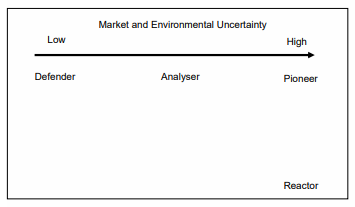 Market and Environmental Uncertainty
Low High
Defender Analyser Pioneer
Reactor